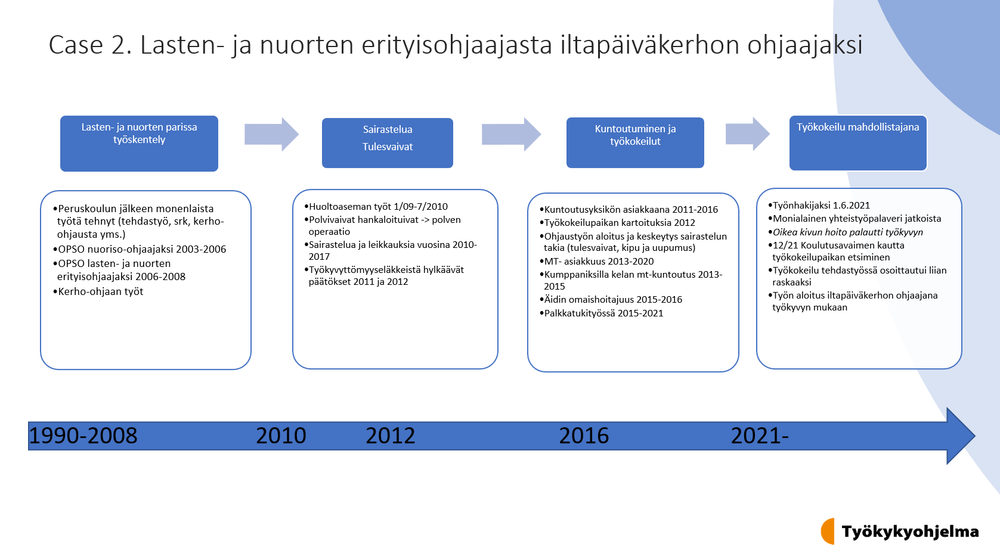 Case 2. Lasten- ja nuorten erityisohjaajasta iltapäiväkerhon ohjaajaksi
Lasten- ja nuorten parissa
työskentely
Sairastelua
Tulesvaivat
Kuntoutuminen ja
työkokeilut
Työkokeilu mahdollistajana
•Peruskoulun jälkeen monenlaista
työtä tehnyt (tehdastyö, srk, kerho-
ohjausta yms.)
•OPSO nuoriso-ohjaajaksi 2003-2006
•OPSO lasten- ja nuorten
erityisohjaajaksi 2006-2008
•Kerho-ohjaan työt
•Huoltoaseman työt 1/09-7/2010
•Polvivaivat hankaloituivat -> polven
operaatio
•Sairastelua ja leikkauksia vuosina 2010-
2017
•Työkyvyttömyyseläkkeistä hylkäävät
päätökset 2011 ja 2012
•Kuntoutusyksikön asiakkaana 2011-2016
•Työkokeilupaikan kartoituksia 2012
•Ohjaustyön aloitus ja keskeytys sairastelun
takia (tulesvaivat, kipu ja uupumus)
•MT- asiakkuus 2013-2020
•Kumppaniksilla kelan mt-kuntoutus 2013-
2015
•Äidin omaishoitajuus 2015-2016
•Palkkatukityössä 2015-2021
•Työnhakijaksi 1.6.2021
•Monialainen yhteistyöpalaveri jatkoista
•Oikea kivun hoito palautti työkyvyn
•12/21 Koulutusavaimen kautta
työkokeilupaikan etsiminen
•Työkokeilu tehdastyössä osoittautui liian
raskaaksi
•Työn aloitus iltapäiväkerhon ohjaajana
työkyvyn mukaan
1990-2008 2010 2012 2016 2021-
Työkykyohjelma